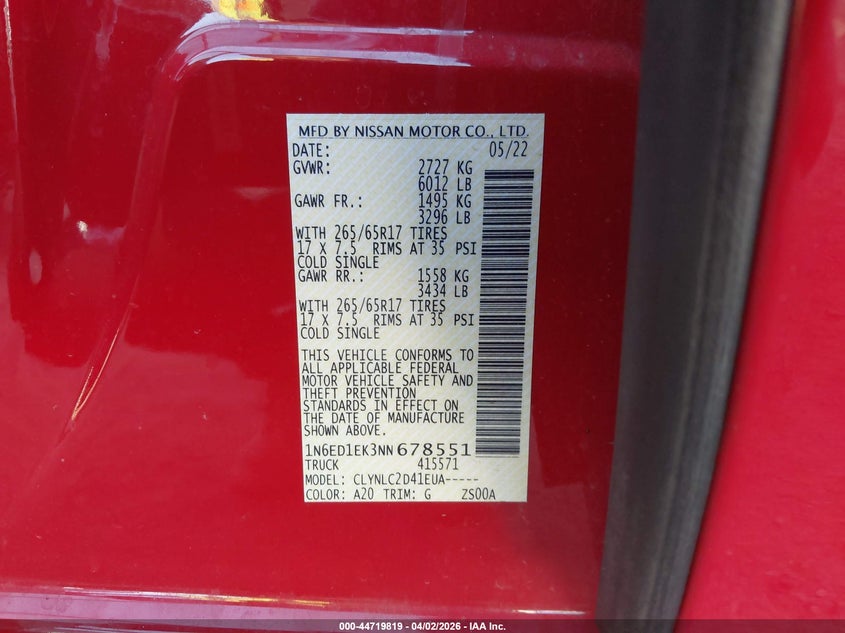 MFD BY NISSAN MOTOR CO., LTD.
DATE: 05/22
GVWR: 2727 KG
6012 LB
GAWR FR.: 1495 KG
3296 LB
WITH 265/65R17 TIRES
17 X 7.5 RIMS AT 35 PSI
COLD SINGLE
GAWR RR.: 1558 KG
3434 LB
WITH 265/65R17 TIRES
17 X 7.5 RIMS AT 35 PSI
COLD SINGLE
THIS VEHICLE CONFORMS TO
ALL APPLICABLE FEDERAL
MOTOR VEHICLE SAFETY AND
THEFT PREVENTION
STANDARDS IN EFFECT ON
THE DATE OF MANUFACTURE
SHOWN ABOVE.
1N6ED1EK3NN678551
TRUCK 415571
MODEL: CLYNLC2D41EUA-----
COLOR: A20 TRIM: G ZS00A
000-44719819 04/02/2026 - IAA Inc.